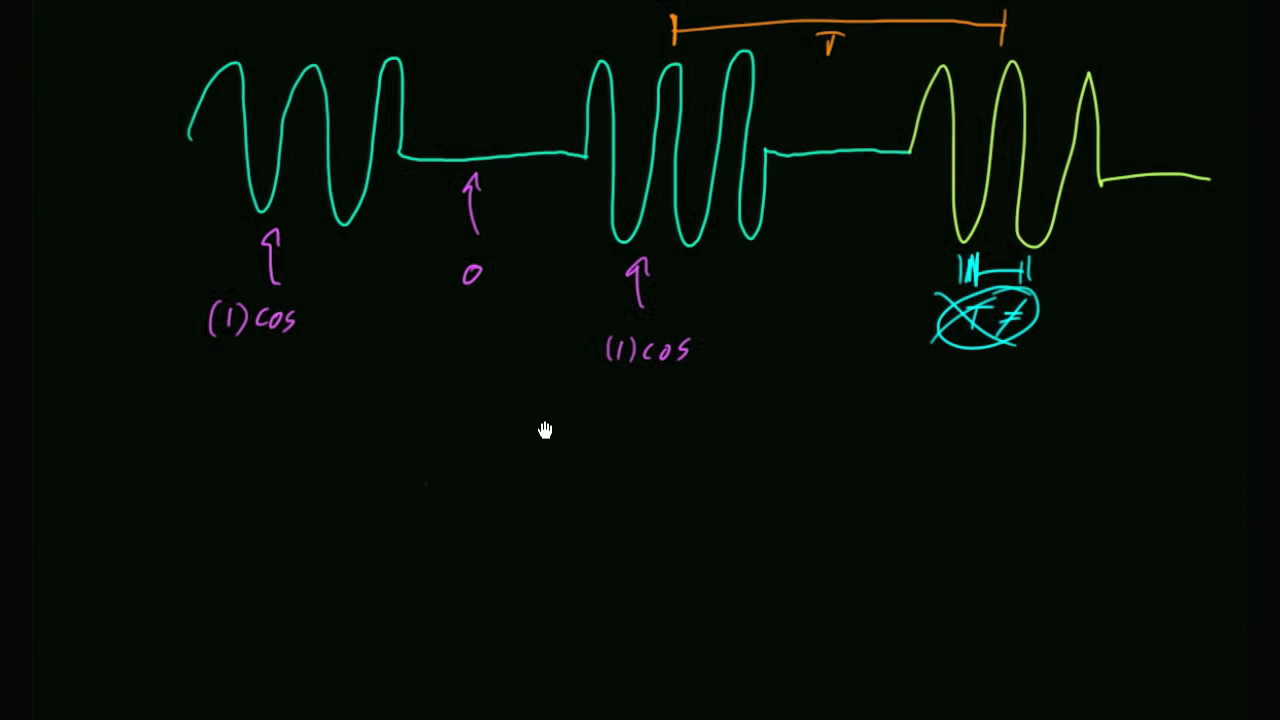 T
0
(1) cos
(1) cos
T ≠